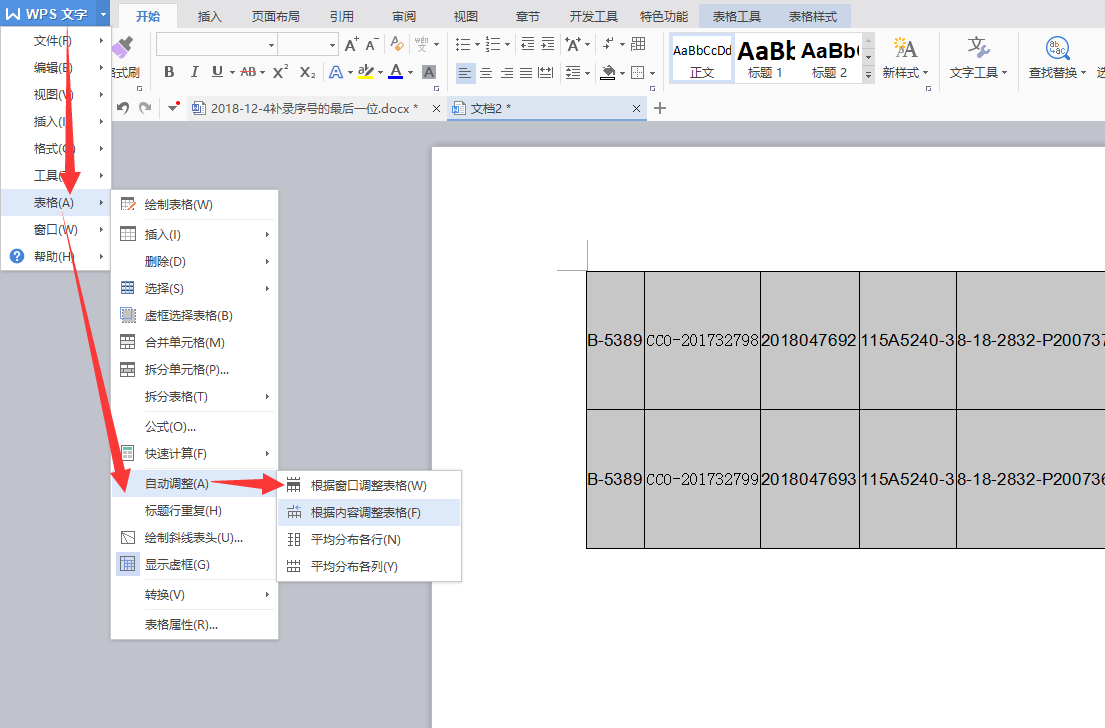 WPS 文字
开始 插入 页面布局 引用 审阅 视图 章节 开发工具 特色功能 表格工具 表格样式
文件(F)
编辑(E)
视图(V)
插入(I)
格式(O)
工具(T)
表格(A)
窗口(W)
帮助(H)
格式刷
B I U AB X² X₂ A A A
AaBbCcDd AaBb AaBb
正文 标题 1 标题 2 新样式 文字工具 查找替换
2018-12-4补录序号的最后一位.docx *
文档2 *
绘制表格(W)
插入(I)
删除(D)
选择(S)
虚框选择表格(B)
合并单元格(M)
拆分单元格(P)...
拆分表格(T)
公式(O)...
快速计算(F)
自动调整(A)
标题行重复(H)
绘制斜线表头(U)...
显示虚框(G)
转换(V)
表格属性(R)...
根据窗口调整表格(W)
根据内容调整表格(F)
平均分布各行(N)
平均分布各列(Y)
B-5389 CCO-201732798 2018047692 115A5240-3 8-18-2832-P200737
B-5389 CCO-201732799 2018047693 115A5240-3 8-18-2832-P200736